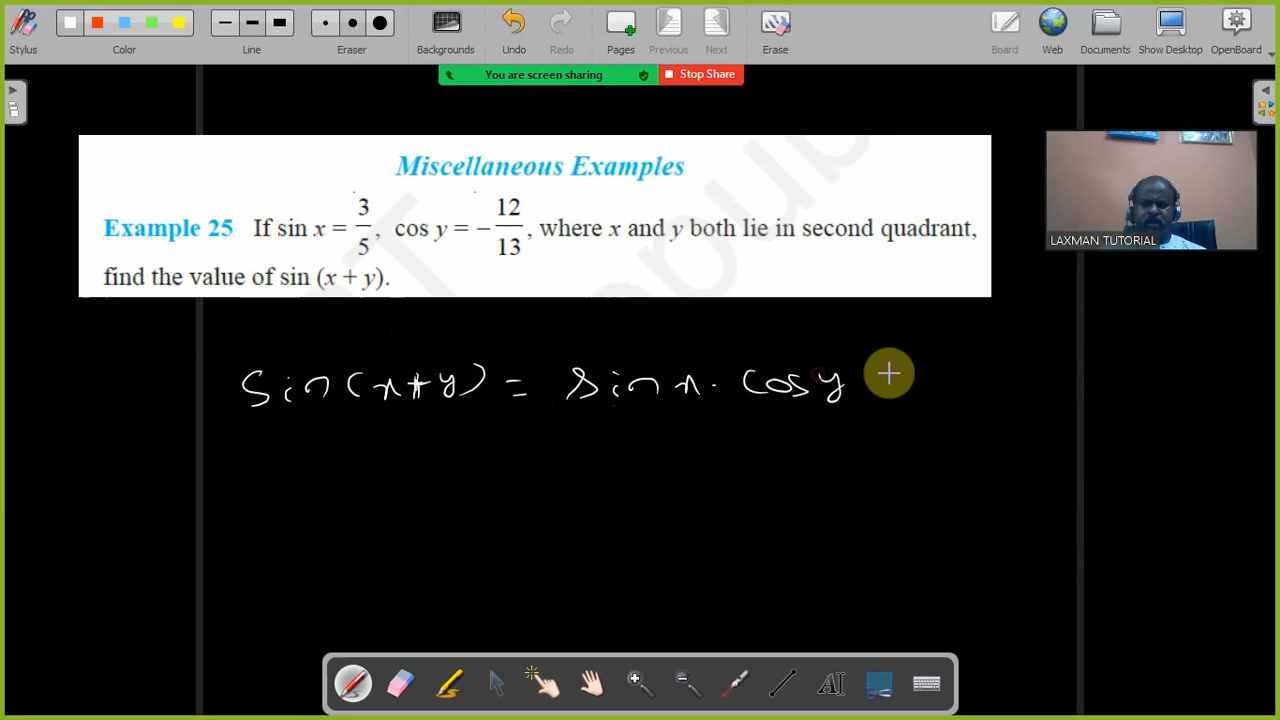 Stylus Color Line Eraser Backgrounds Undo Redo Pages Previous Next Erase Board Web Documents Show Desktop OpenBoard
You are screen sharing Stop Share
Miscellaneous Examples
Example 25 If sin x = 3/5, cos y = −12/13, where x and y both lie in second quadrant,
find the value of sin (x + y).
LAXMAN TUTORIAL
sin(x+y) = sin x · cos y